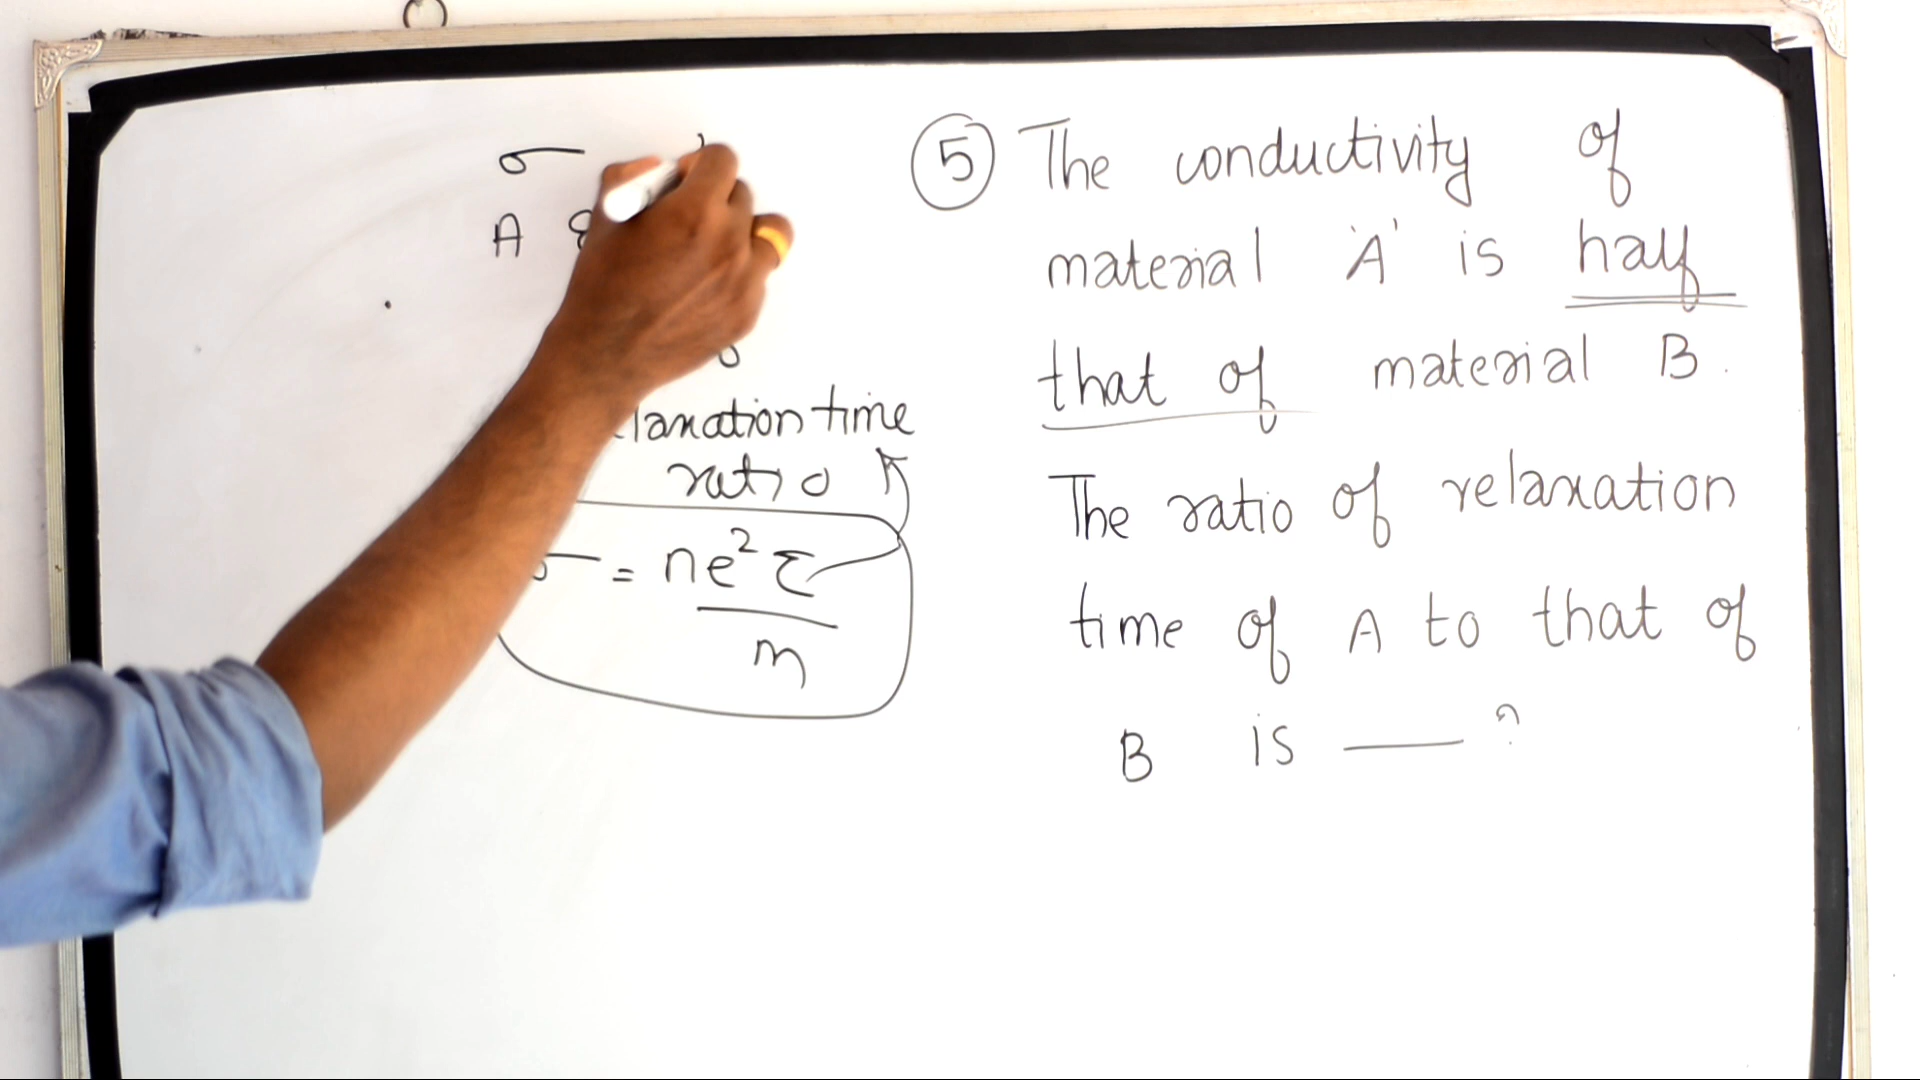 σ
A &
laxation time
ratio
σ = ne²τ
m
⑤ The conductivity of
material 'A' is half
that of material B.
The ratio of relaxation
time of A to that of
B is — ?